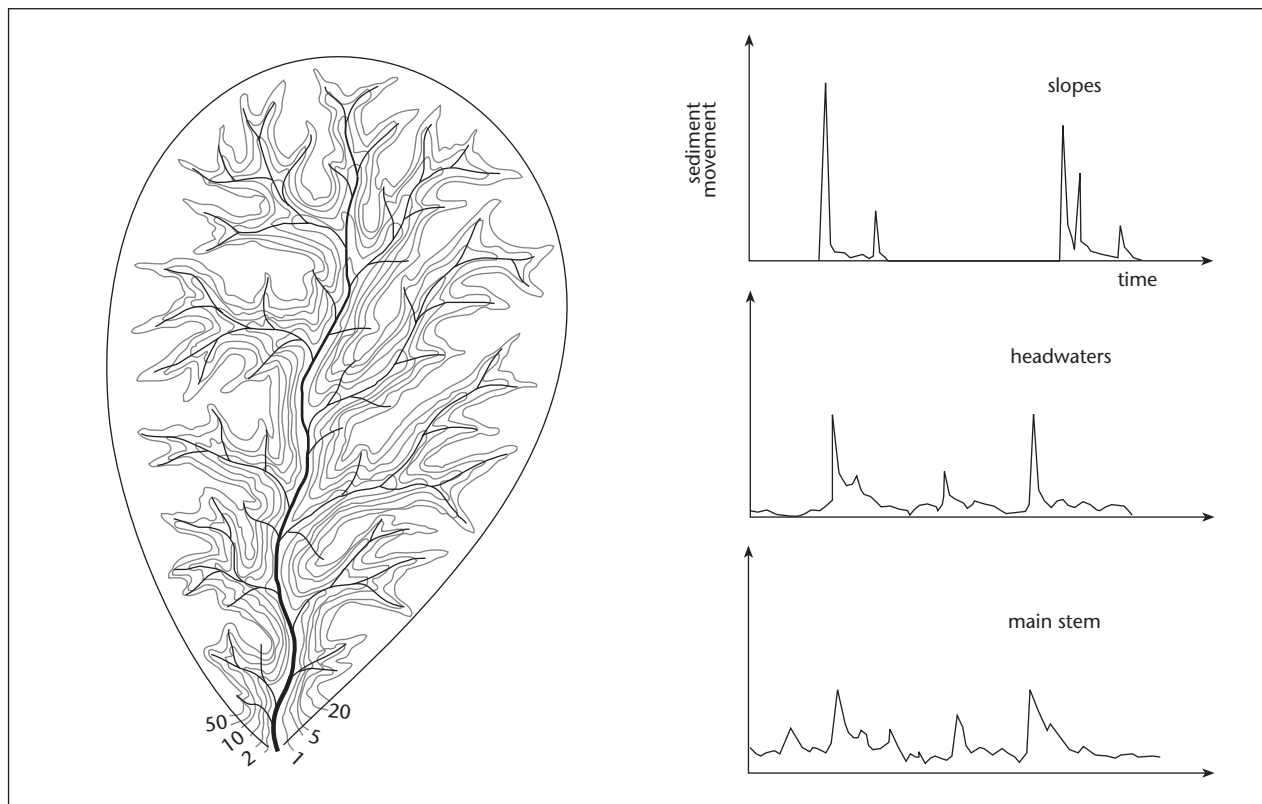 50
10
2
20
5
1
sediment
movement
slopes
time
headwaters
main stem